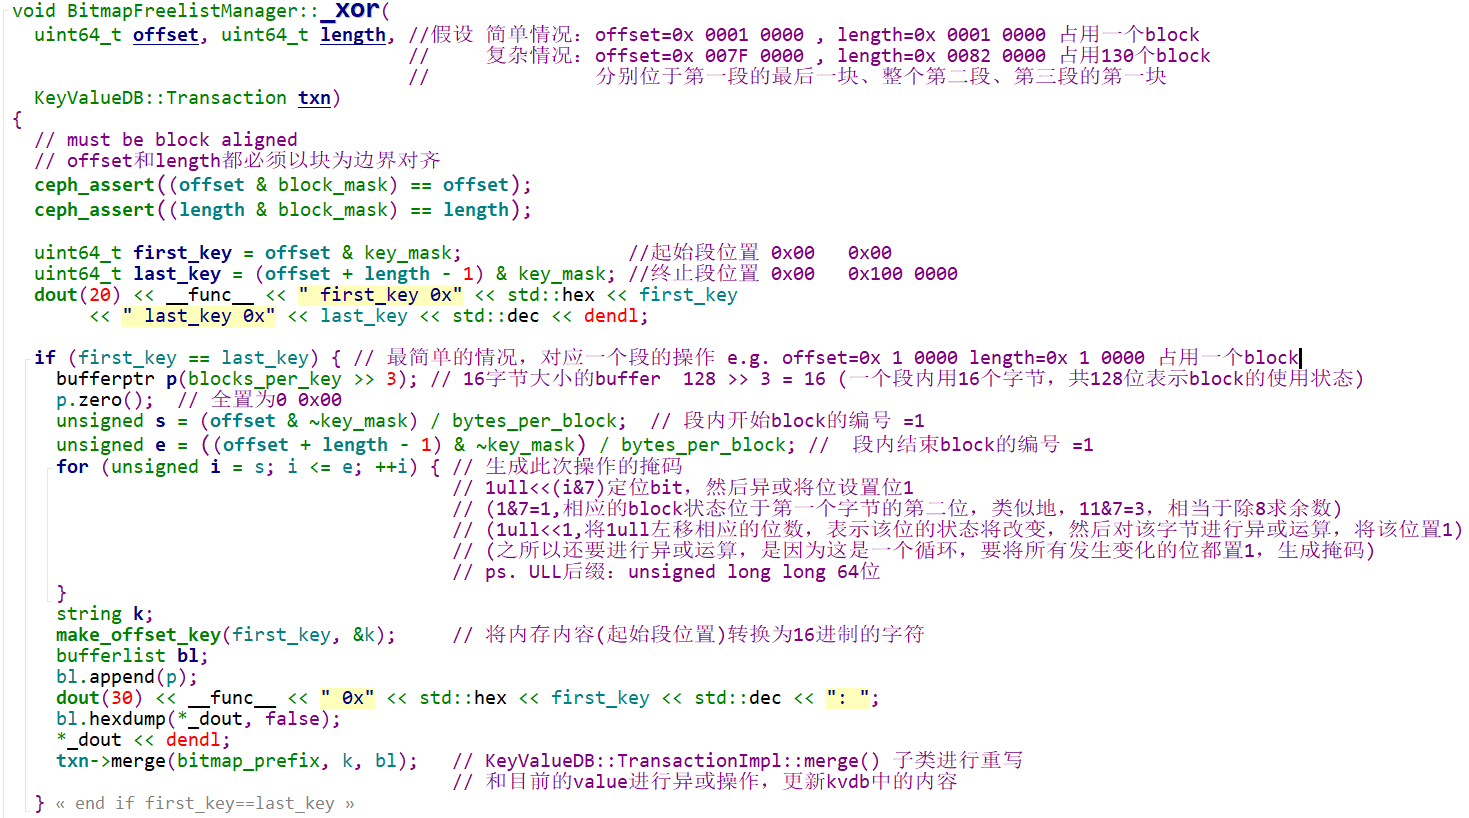 void BitmapFreelistManager::_xor(
uint64_t offset, uint64_t length, //假设 简单情况：offset=0x 0001 0000 , length=0x 0001 0000 占用一个block
// 复杂情况：offset=0x 007F 0000 , length=0x 0082 0000 占用130个block
// 分别位于第一段的最后一块、整个第二段、第三段的第一块
KeyValueDB::Transaction txn)
{
// must be block aligned
// offset和length都必须以块为边界对齐
ceph_assert((offset & block_mask) == offset);
ceph_assert((length & block_mask) == length);
uint64_t first_key = offset & key_mask; //起始段位置 0x00 0x00
uint64_t last_key = (offset + length - 1) & key_mask; //终止段位置 0x00 0x100 0000
dout(20) << __func__ << " first_key 0x" << std::hex << first_key
<< " last_key 0x" << last_key << std::dec << dendl;
if (first_key == last_key) { // 最简单的情况，对应一个段的操作 e.g. offset=0x 1 0000 length=0x 1 0000 占用一个block
bufferptr p(blocks_per_key >> 3); // 16字节大小的buffer 128 >> 3 = 16 (一个段内用16个字节，共128位表示block的使用状态)
p.zero(); // 全置为0 0x00
unsigned s = (offset & ~key_mask) / bytes_per_block; // 段内开始block的编号 =1
unsigned e = ((offset + length - 1) & ~key_mask) / bytes_per_block; // 段内结束block的编号 =1
for (unsigned i = s; i <= e; ++i) { // 生成此次操作的掩码
// 1ull<<(i&7)定位bit，然后异或将位设置位1
// (1&7=1,相应的block状态位于第一个字节的第二位，类似地，11&7=3，相当于除8求余数)
// (1ull<<1,将1ull左移相应的位数，表示该位的状态将改变，然后对该字节进行异或运算，将该位置1)
// (之所以还要进行异或运算，是因为这是一个循环，要将所有发生变化的位都置1，生成掩码)
// ps. ULL后缀：unsigned long long 64位
}
string k;
make_offset_key(first_key, &k); // 将内存内容(起始段位置)转换为16进制的字符
bufferlist bl;
bl.append(p);
dout(30) << __func__ << " 0x" << std::hex << first_key << std::dec << ": ";
bl.hexdump(*_dout, false);
*_dout << dendl;
txn->merge(bitmap_prefix, k, bl); // KeyValueDB::TransactionImpl::merge() 子类进行重写
// 和目前的value进行异或操作，更新kvdb中的内容
} « end if first_key==last_key »